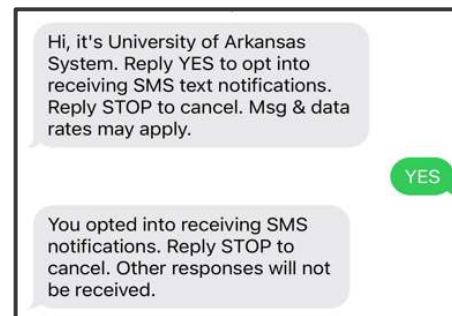 Hi, it's University of Arkansas
System. Reply YES to opt into
receiving SMS text notifications.
Reply STOP to cancel. Msg & data
rates may apply.
YES
You opted into receiving SMS
notifications. Reply STOP to
cancel. Other responses will not
be received.